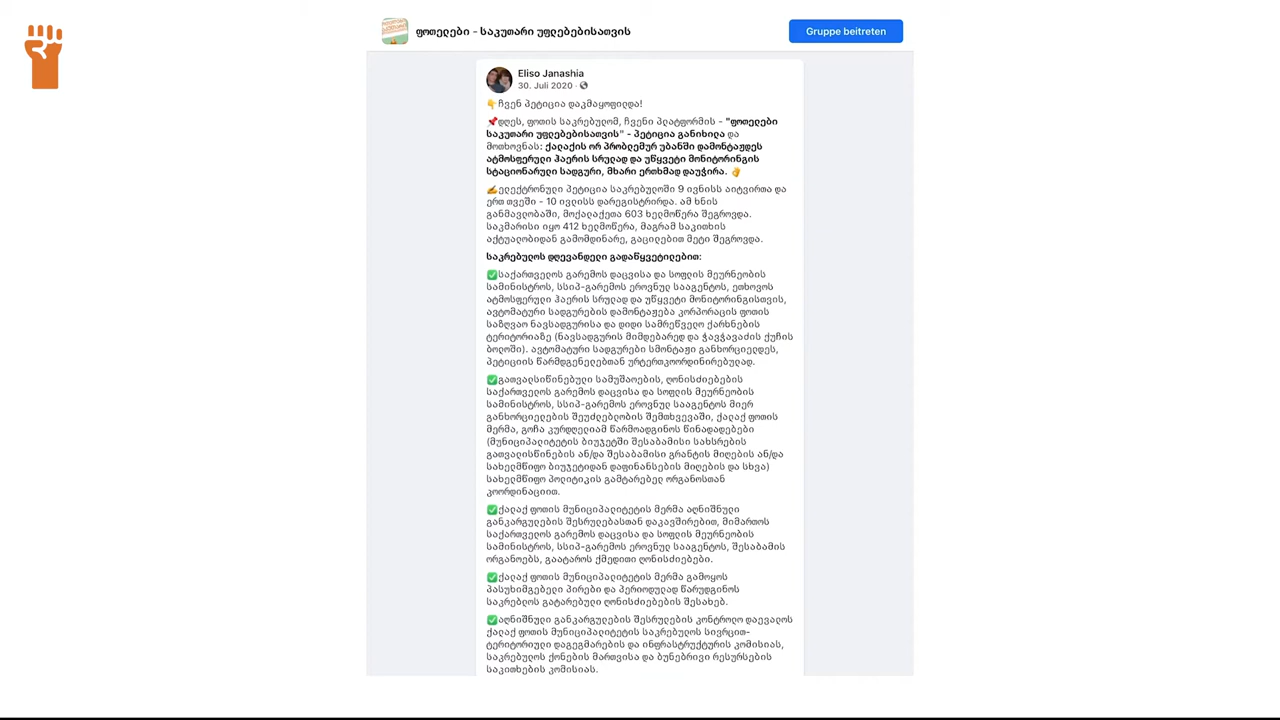 ფოთელები - საკუთარი უფლებებისათვის
Gruppe beitreten
Eliso Janashia
30. Juli 2020 ·
👇ჩვენ პეტიცია დაკმაყოფილდა!
📌დღეს, ფოთის საკრებულომ, ჩვენი პლატფორმის - "ფოთელები
საკუთარი უფლებებისათვის" - პეტიცია განიხილა და
მოთხოვნას: ქალაქის ორ პრობლემურ უბანში დამონტაჟდეს
ატმოსფერული ჰაერის სრულად და უწყვეტი მონიტორინგის
სტაციონარული სადგური, მხარი ერთხმად დაუჭირა. 👌
✍ელექტრონული პეტიცია საკრებულოში 9 ივნისს აიტვირთა და
ერთ თვეში - 10 ივლისს დარეგისტრირდა. ამ ხნის
განმავლობაში, მოქალაქეთა 603 ხელმოწერა შეგროვდა.
საკმარისი იყო 412 ხელმოწერა, მაგრამ საკითხის
აქტუალობიდან გამომდინარე, გაცილებით მეტი შეგროვდა.
საკრებულოს დღევანდელი გადაწყვეტილებით:
✅საქართველოს გარემოს დაცვისა და სოფლის მეურნეობის
სამინისტროს, სსიპ-გარემოს ეროვნულ სააგენტოს, ეთხოვოს
ატმოსფერული ჰაერის სრულად და უწყვეტი მონიტორინგისთვის,
ავტომატური სადგურების დამონტაჟება კორპორაცის ფოთის
საზღვაო ნავსადგურისა და დიდი სამრეწველო ქარხნების
ტერიტორიაზე (ნავსადგურის მიმდებარედ და ჭავჭავაძის ქუჩის
ბოლოში). ავტომატური სადგურები სმონტაჟი განხორციელდეს,
პეტიციის წარმდგენელებთან ურტერთკოორდინირებულად.
✅გათვალსიწინებული სამუშაოების, ღონისძიებების
საქართველოს გარემოს დაცვისა და სოფლის მეურნეობის
სამინისტროს, სსიპ-გარემოს ეროვნულ სააგენტოს მიერ
განხორციელების შეუძლებლობის შემთხვევაში, ქალაქ ფოთის
მერმა, გოჩა კურდღელიამ წარმოადგინოს წინადადებები
(მუნიციპალიტეტის ბიუჯეტში შესაბამისი სახსრების
გათვალისწინების ან/და შესაბამისი გრანტის მიღების ან/და
სახელმწიფო ბიუჯეტიდან დაფინანსების მიღების და სხვა)
სახელმწიფო პოლიტიკის გამტარებელ ორგანოსთან
კოორდინაციით.
✅ქალაქ ფოთის მუნიციპალიტეტის მერმა აღნიშნული
განკარგულების შესრულებასთან დაკავშირებით, მიმართოს
საქართველოს გარემოს დაცვისა და სოფლის მეურნეობის
სამინისტროს, სსიპ-გარემოს ეროვნულ სააგენტოს, შესაბამის
ორგანოებს, გაატაროს ქმედითი ღონისძიებები.
✅ქალაქ ფოთის მუნიციპალიტეტის მერმა გამოყოს
პასუხიმგებელი პირები და პერიოდულად წარუდგინოს
საკრებლოს გატარებული ღონისძიებების შესახებ.
✅აღნიშნული განკარგულების შესრულების კონტროლი დაევალოს
ქალაქ ფოთის მუნიციპალიტეტის საკრებულოს სივრცით-
ტერიტორიული დაგეგმარების და ინფრასტრუქტურის კომისიას,
საკრებულოს ქონების მართვისა და ბუნებრივი რესურსების
საკითხების კომისიას.